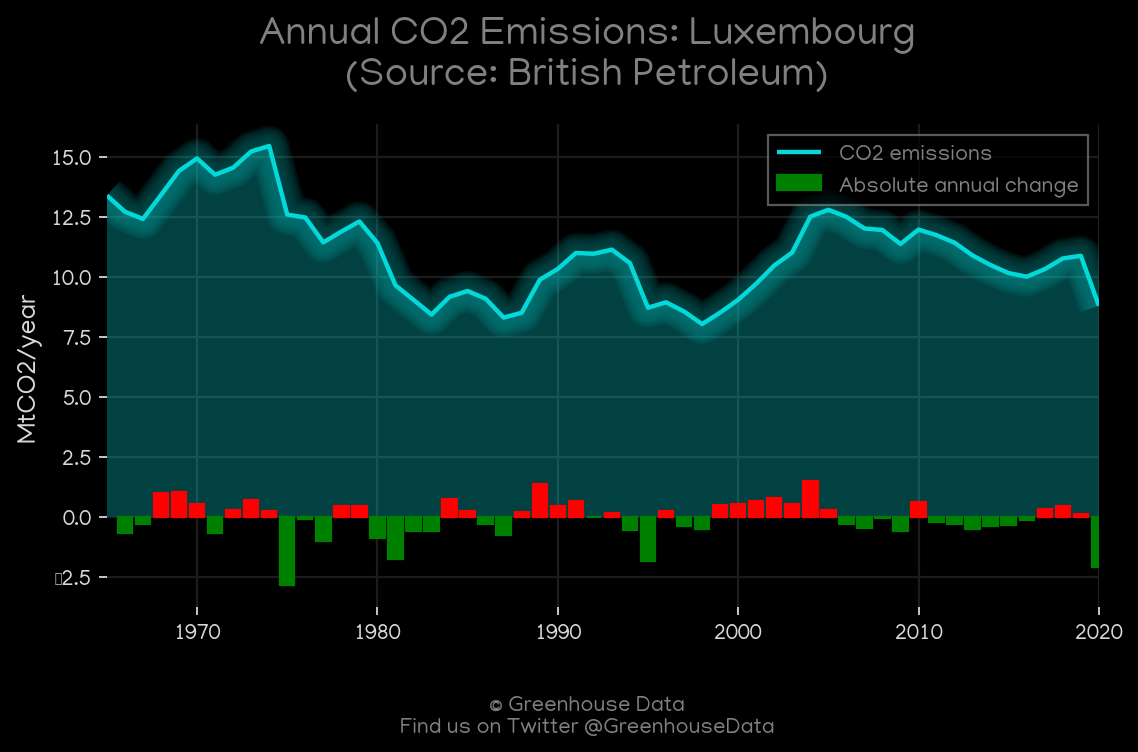 Annual CO2 Emissions: Luxembourg
(Source: British Petroleum)
CO2 emissions
Absolute annual change
MtCO2/year
15.0
12.5
10.0
7.5
5.0
2.5
0.0
▯2.5
1970
1980
1990
2000
2010
2020
© Greenhouse Data
Find us on Twitter @GreenhouseData